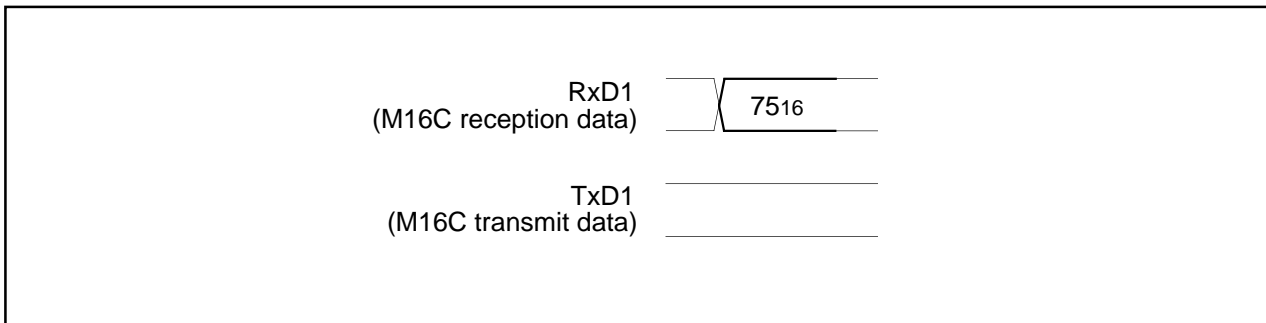 RxD1
(M16C reception data)
7516
TxD1
(M16C transmit data)